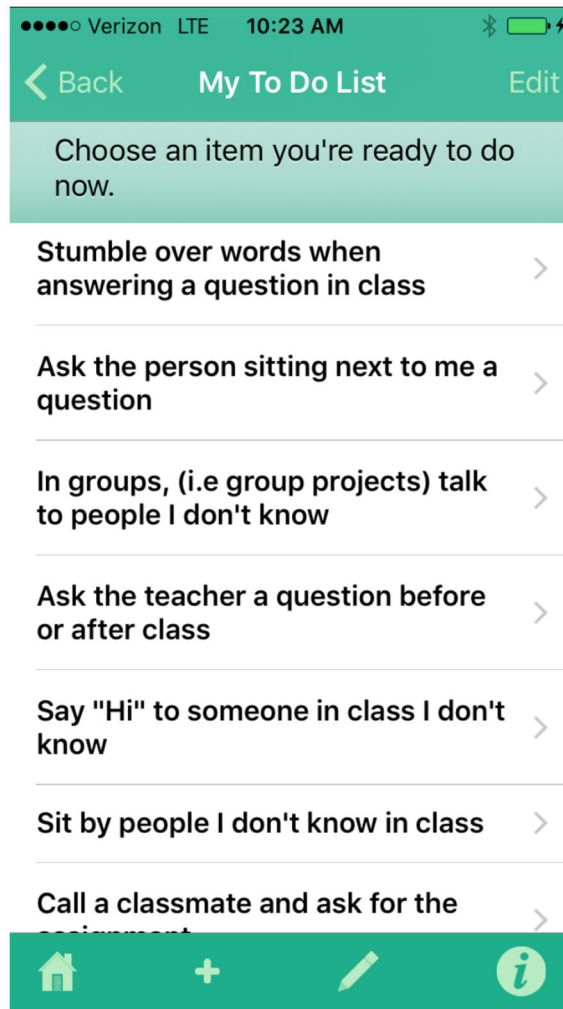 Verizon LTE 10:23 AM
Back My To Do List Edit
Choose an item you're ready to do
now.
Stumble over words when
answering a question in class
Ask the person sitting next to me a
question
In groups, (i.e group projects) talk
to people I don't know
Ask the teacher a question before
or after class
Say "Hi" to someone in class I don't
know
Sit by people I don't know in class
Call a classmate and ask for the
assignment